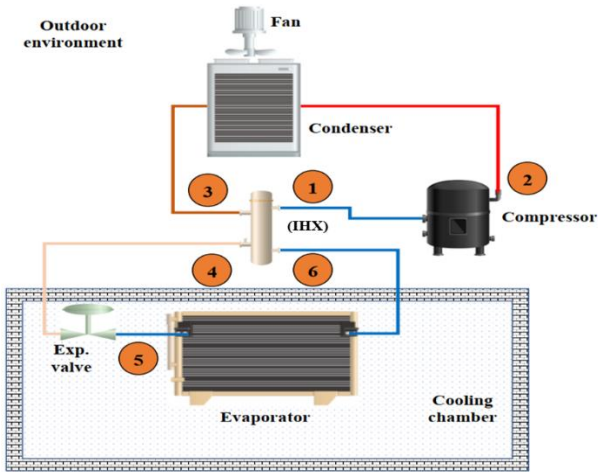 Outdoor
environment
Fan
Condenser
3
1
2
(IHX)
Compressor
4
6
Exp.
valve
5
Evaporator
Cooling
chamber